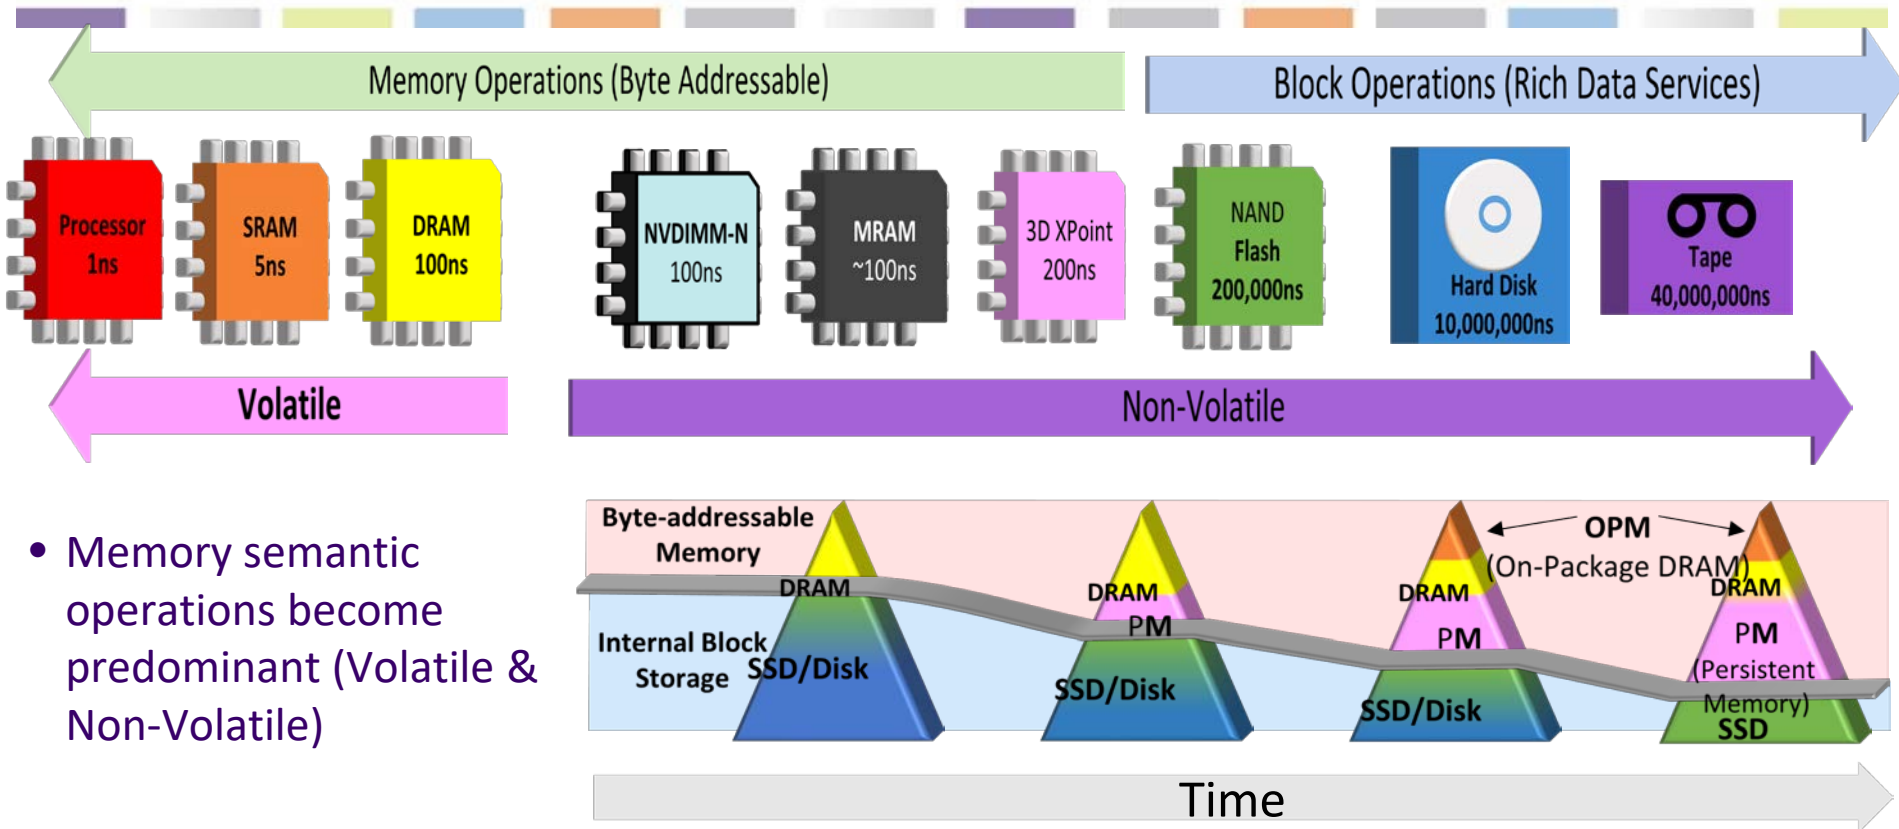 Memory Operations (Byte Addressable)
Block Operations (Rich Data Services)
Processor
1ns
SRAM
5ns
DRAM
100ns
NVDIMM-N
100ns
MRAM
~100ns
3D XPoint
200ns
NAND
Flash
200,000ns
Hard Disk
10,000,000ns
Tape
40,000,000ns
Volatile
Non-Volatile
• Memory semantic
operations become
predominant (Volatile &
Non-Volatile)
Byte-addressable
Memory
Internal Block
Storage
DRAM
SSD/Disk
DRAM
PM
SSD/Disk
OPM
(On-Package DRAM)
DRAM
PM
SSD/Disk
DRAM
PM
(Persistent
Memory)
SSD
Time